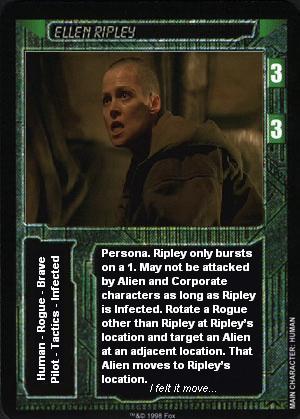 ELLEN RIPLEY
3
3
Human - Rogue - Brave
Pilot - Tactics - Infected
Persona. Ripley only bursts
on a 1. May not be attacked
by Alien and Corporate
characters as long as Ripley
is Infected. Rotate a Rogue
other than Ripley at Ripley's
location and target an Alien
at an adjacent location. That
Alien moves to Ripley's
location.
I felt it move...
MAIN CHARACTER: HUMAN
™&© 1998 Fox